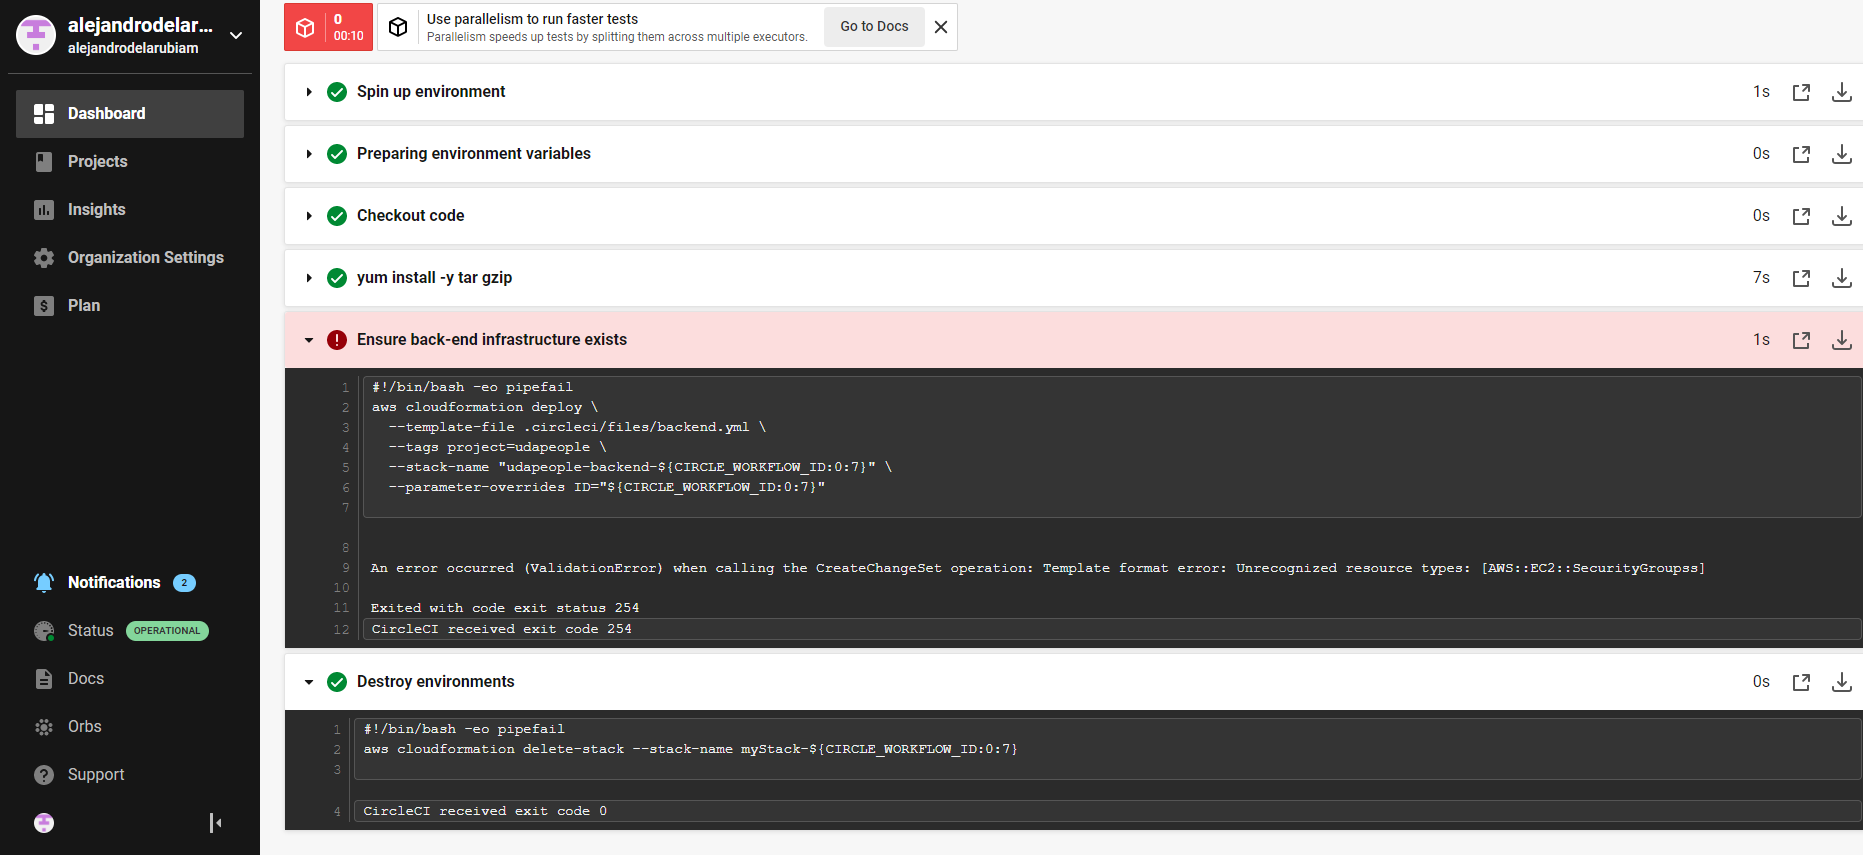 alejandrodelar...
alejandrodelarubiam
Dashboard
Projects
Insights
Organization Settings
Plan
Notifications 2
Status OPERATIONAL
Docs
Orbs
Support
0
00:10
Use parallelism to run faster tests
Parallelism speeds up tests by splitting them across multiple executors.
Go to Docs
Spin up environment 1s
Preparing environment variables 0s
Checkout code 0s
yum install -y tar gzip 7s
Ensure back-end infrastructure exists 1s
1 #!/bin/bash -eo pipefail
2 aws cloudformation deploy \
3 --template-file .circleci/files/backend.yml \
4 --tags project=udapeople \
5 --stack-name "udapeople-backend-${CIRCLE_WORKFLOW_ID:0:7}" \
6 --parameter-overrides ID="${CIRCLE_WORKFLOW_ID:0:7}"
7
8
9 An error occurred (ValidationError) when calling the CreateChangeSet operation: Template format error: Unrecognized resource types: [AWS::EC2::SecurityGroupss]
10
11 Exited with code exit status 254
12 CircleCI received exit code 254
Destroy environments 0s
1 #!/bin/bash -eo pipefail
2 aws cloudformation delete-stack --stack-name myStack-${CIRCLE_WORKFLOW_ID:0:7}
3
4 CircleCI received exit code 0